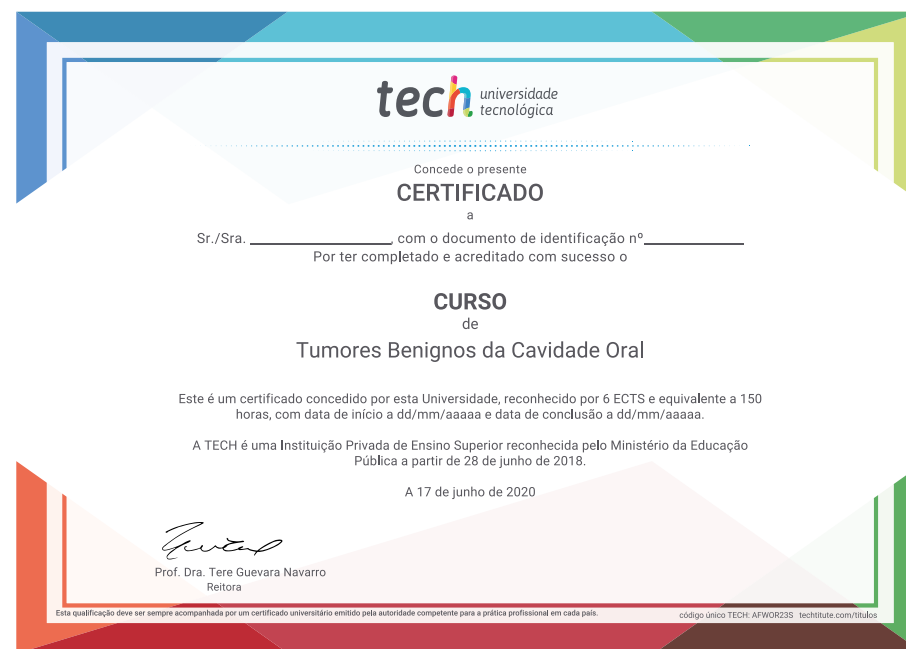 tech universidade
tecnológica
Concede o presente
CERTIFICADO
a
Sr./Sra. , com o documento de identificação nº
Por ter completado e acreditado com sucesso o
CURSO
de
Tumores Benignos da Cavidade Oral
Este é um certificado concedido por esta Universidade, reconhecido por 6 ECTS e equivalente a 150
horas, com data de início a dd/mm/aaaaa e data de conclusão a dd/mm/aaaaa.
A TECH é uma Instituição Privada de Ensino Superior reconhecida pelo Ministério da Educação
Pública a partir de 28 de junho de 2018.
A 17 de junho de 2020
Prof. Dra. Tere Guevara Navarro
Reitora
Esta qualificação deve ser sempre acompanhada por um certificado universitário emitido pela autoridade competente para a prática profissional em cada país.
código único TECH: AFWOR23S techtitute.com/titulos